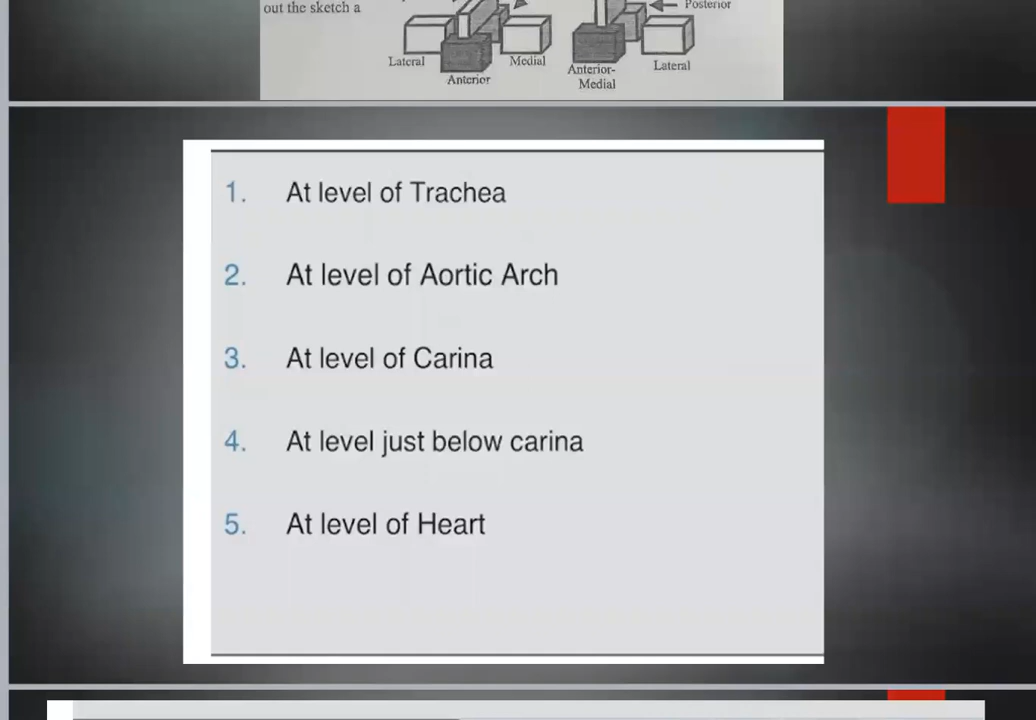 out the sketch a
Posterior
Lateral
Medial
Anterior
Anterior-
Medial
Lateral
1. At level of Trachea
2. At level of Aortic Arch
3. At level of Carina
4. At level just below carina
5. At level of Heart